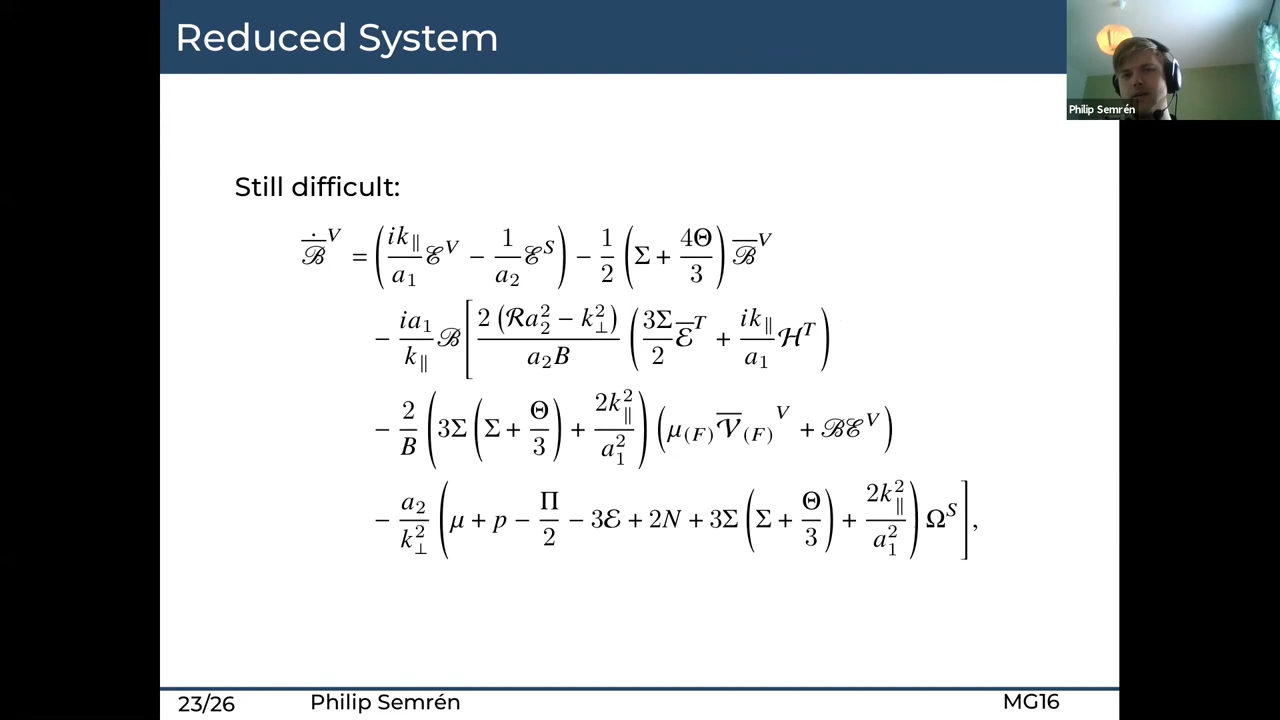 Reduced System
Philip Semrén
Still difficult:
$\dot{\overline{\mathscr{B}}}^V = \left(\frac{ik_\parallel}{a_1}\mathscr{E}^V - \frac{1}{a_2}\mathscr{E}^S\right) - \frac{1}{2}\left(\Sigma + \frac{4\Theta}{3}\right)\overline{\mathscr{B}}^V$
$- \frac{ia_1}{k_\parallel}\mathscr{B}\left[\frac{2\left(\mathcal{R}a_2^2 - k_\perp^2\right)}{a_2 B}\left(\frac{3\Sigma}{2}\overline{\mathcal{E}}^T + \frac{ik_\parallel}{a_1}\mathcal{H}^T\right)\right.$
$- \frac{2}{B}\left(3\Sigma\left(\Sigma + \frac{\Theta}{3}\right) + \frac{2k_\parallel^2}{a_1^2}\right)\left(\mu_{(F)}\overline{\mathcal{V}}_{(F)}{}^V + \mathscr{B}\mathscr{E}^V\right)$
$\left. - \frac{a_2}{k_\perp^2}\left(\mu + p - \frac{\Pi}{2} - 3\mathcal{E} + 2N + 3\Sigma\left(\Sigma + \frac{\Theta}{3}\right) + \frac{2k_\parallel^2}{a_1^2}\right)\Omega^S\right],$
23/26
Philip Semrén
MG16